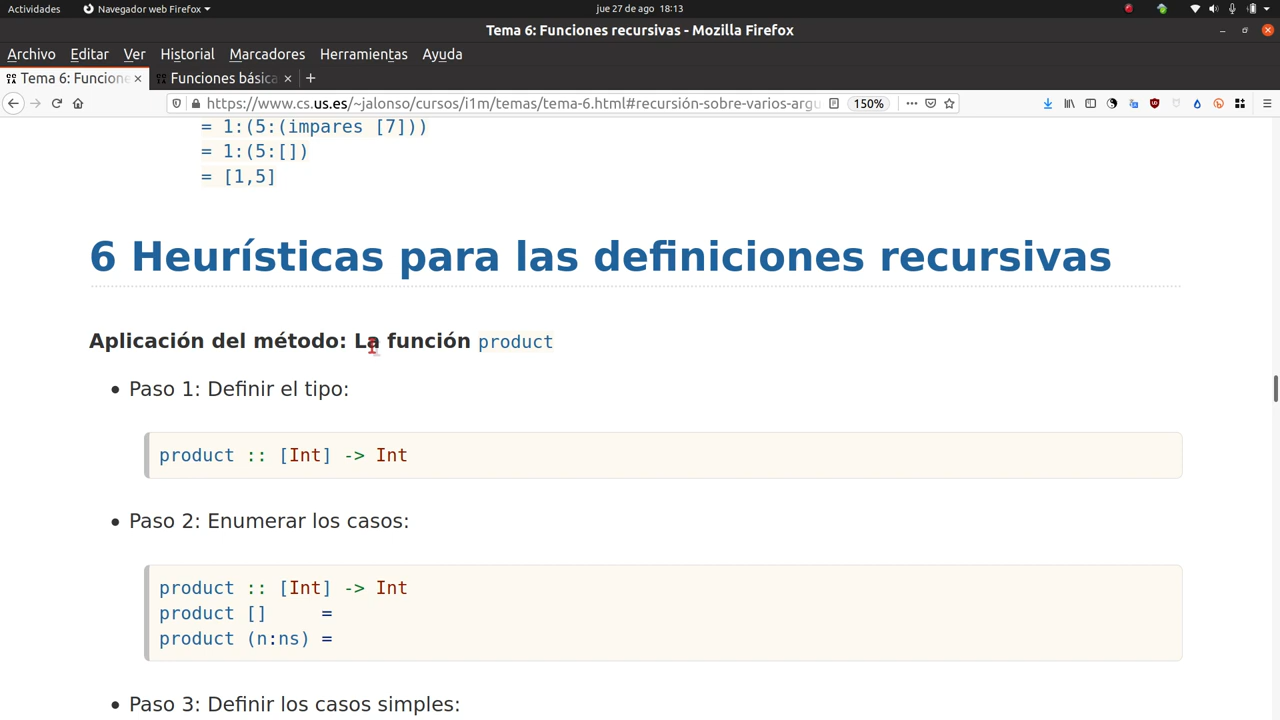 Actividades Navegador web Firefox jue 27 de ago 18:13
Tema 6: Funciones recursivas - Mozilla Firefox
Archivo Editar Ver Historial Marcadores Herramientas Ayuda
Tema 6: Funcione × Funciones básica × +
https://www.cs.us.es/~jalonso/cursos/i1m/temas/tema-6.html#recursión-sobre-varios-argu 150%
= 1:(5:(impares [7]))
= 1:(5:[])
= [1,5]
6 Heurísticas para las definiciones recursivas
Aplicación del método: La función product
• Paso 1: Definir el tipo:
product :: [Int] -> Int
• Paso 2: Enumerar los casos:
product :: [Int] -> Int
product [] =
product (n:ns) =
• Paso 3: Definir los casos simples: